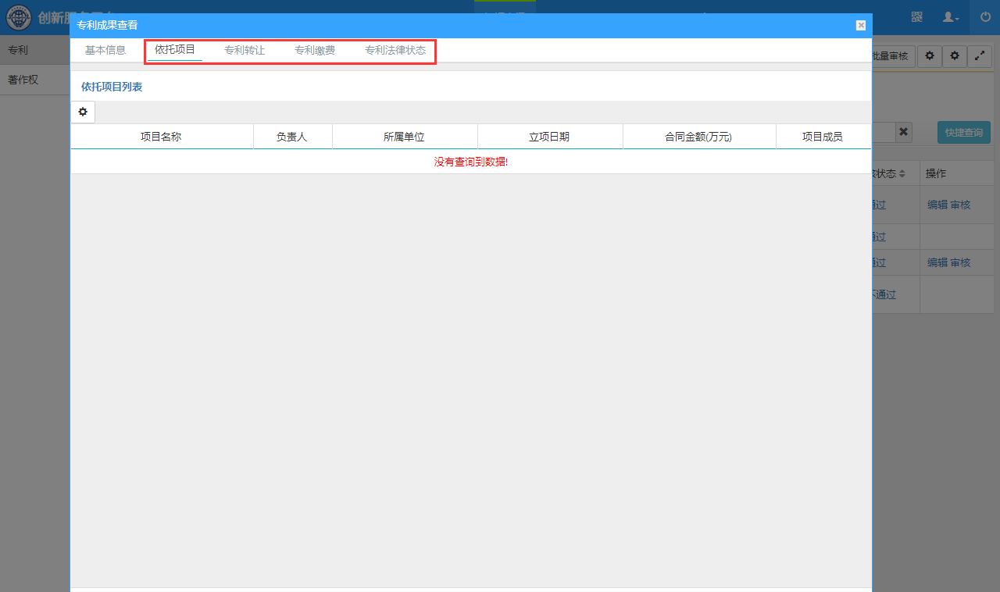 创新服务平台
专利成果查看
专利
著作权
基本信息 依托项目 专利转让 专利缴费 专利法律状态
批量审核
依托项目列表
快捷查询
项目名称 负责人 所属单位 立项日期 合同金额(万元) 项目成员
没有查询到数据!
状态 操作
通过 编辑 审核
通过
通过 编辑 审核
不通过